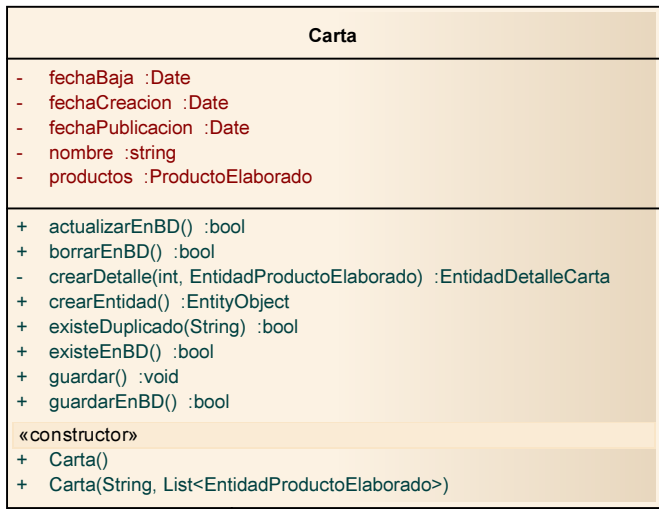 Carta
- fechaBaja :Date
- fechaCreacion :Date
- fechaPublicacion :Date
- nombre :string
- productos :ProductoElaborado
+ actualizarEnBD() :bool
+ borrarEnBD() :bool
- crearDetalle(int, EntidadProductoElaborado) :EntidadDetalleCarta
+ crearEntidad() :EntityObject
+ existeDuplicado(String) :bool
+ existeEnBD() :bool
+ guardar() :void
+ guardarEnBD() :bool
«constructor»
+ Carta()
+ Carta(String, List<EntidadProductoElaborado>)